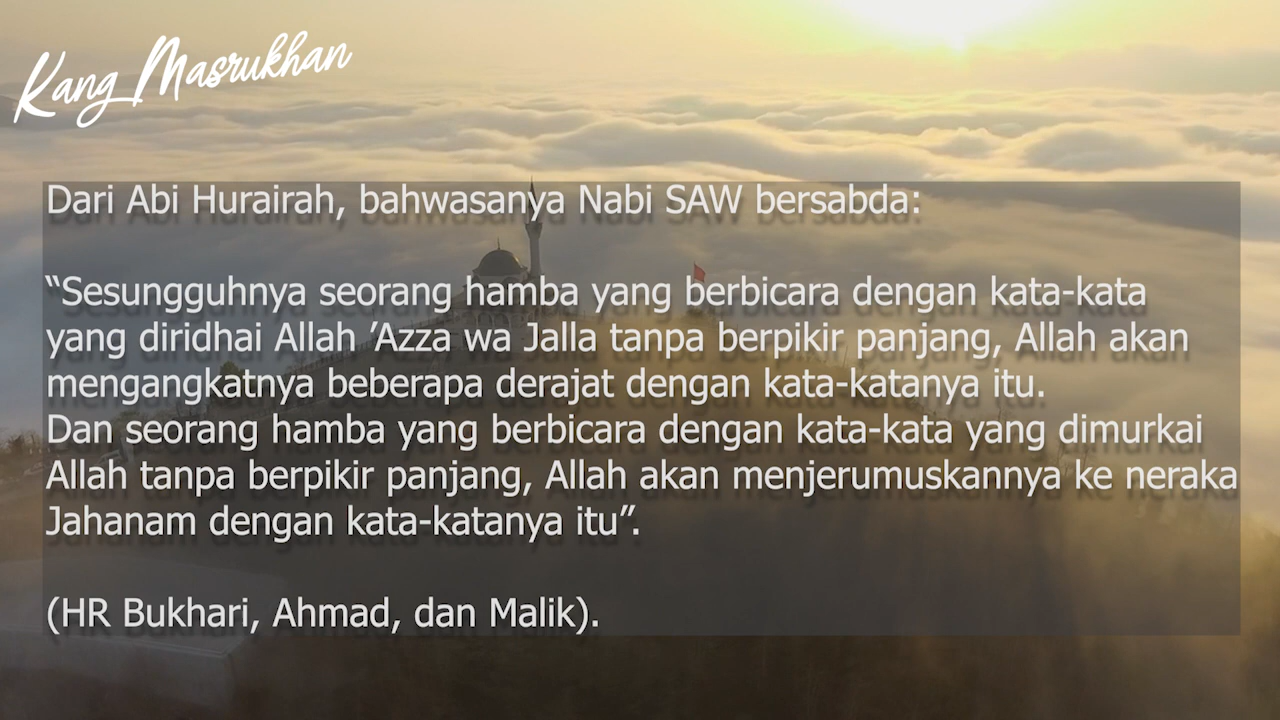 Kang Masrukhan
Dari Abi Hurairah, bahwasanya Nabi SAW bersabda:
“Sesungguhnya seorang hamba yang berbicara dengan kata-kata
yang diridhai Allah ’Azza wa Jalla tanpa berpikir panjang, Allah akan
mengangkatnya beberapa derajat dengan kata-katanya itu.
Dan seorang hamba yang berbicara dengan kata-kata yang dimurkai
Allah tanpa berpikir panjang, Allah akan menjerumuskannya ke neraka
Jahanam dengan kata-katanya itu”.
(HR Bukhari, Ahmad, dan Malik).